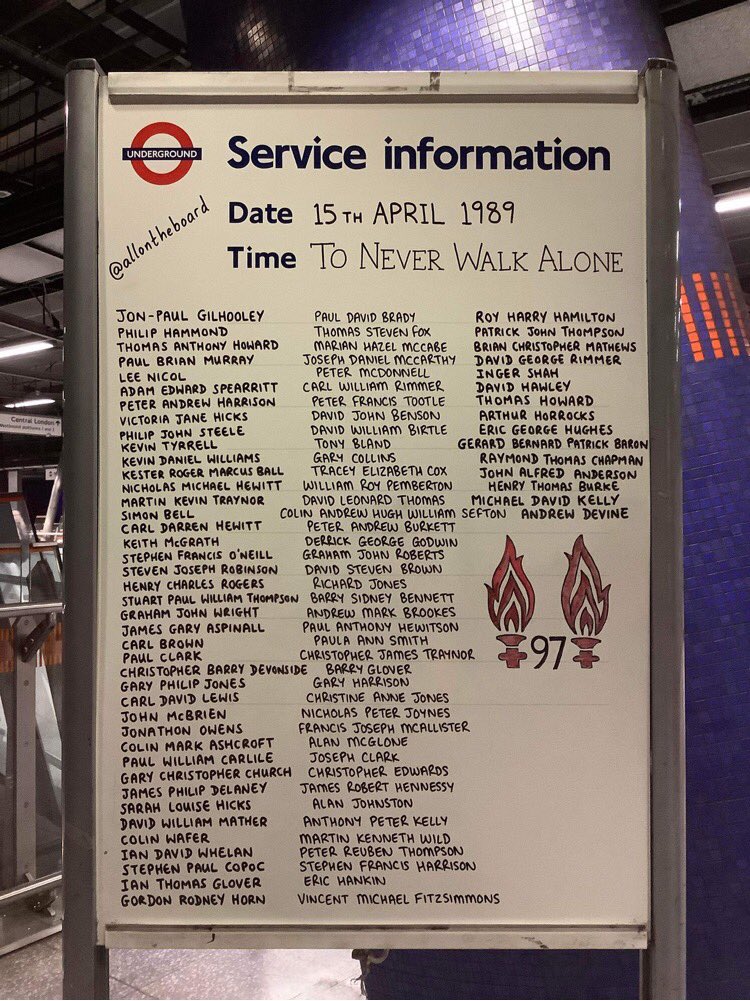 UNDERGROUND
Service information
@allontheboard
Date 15TH APRIL 1989
Time TO NEVER WALK ALONE
JON-PAUL GILHOOLEY
PHILIP HAMMOND
THOMAS ANTHONY HOWARD
PAUL BRIAN MURRAY
LEE NICOL
ADAM EDWARD SPEARRITT
PETER ANDREW HARRISON
VICTORIA JANE HICKS
PHILIP JOHN STEELE
KEVIN TYRRELL
KEVIN DANIEL WILLIAMS
KESTER ROGER MARCUS BALL
NICHOLAS MICHAEL HEWITT
MARTIN KEVIN TRAYNOR
SIMON BELL
CARL DARREN HEWITT
KEITH McGRATH
STEPHEN FRANCIS O'NEILL
STEVEN JOSEPH ROBINSON
HENRY CHARLES ROGERS
STUART PAUL WILLIAM THOMPSON
GRAHAM JOHN WRIGHT
JAMES GARY ASPINALL
CARL BROWN
PAUL CLARK
CHRISTOPHER BARRY DEVONSIDE
GARY PHILIP JONES
CARL DAVID LEWIS
JOHN McBRIEN
JONATHON OWENS
COLIN MARK ASHCROFT
PAUL WILLIAM CARLILE
GARY CHRISTOPHER CHURCH
JAMES PHILIP DELANEY
SARAH LOUISE HICKS
DAVID WILLIAM MATHER
COLIN WAFER
IAN DAVID WHELAN
STEPHEN PAUL COPOC
IAN THOMAS GLOVER
GORDON RODNEY HORN
PAUL DAVID BRADY
THOMAS STEVEN FOX
MARIAN HAZEL MCCABE
JOSEPH DANIEL MCCARTHY
PETER MCDONNELL
CARL WILLIAM RIMMER
PETER FRANCIS TOOTLE
DAVID JOHN BENSON
DAVID WILLIAM BIRTLE
TONY BLAND
GARY COLLINS
TRACEY ELIZABETH COX
WILLIAM ROY PEMBERTON
DAVID LEONARD THOMAS
COLIN ANDREW HUGH WILLIAM SEFTON
PETER ANDREW BURKETT
DERRICK GEORGE GODWIN
GRAHAM JOHN ROBERTS
DAVID STEVEN BROWN
RICHARD JONES
BARRY SIDNEY BENNETT
ANDREW MARK BROOKES
PAUL ANTHONY HEWITSON
PAULA ANN SMITH
CHRISTOPHER JAMES TRAYNOR
BARRY GLOVER
GARY HARRISON
CHRISTINE ANNE JONES
NICHOLAS PETER JOYNES
FRANCIS JOSEPH MCALLISTER
ALAN MCGLONE
JOSEPH CLARK
CHRISTOPHER EDWARDS
JAMES ROBERT HENNESSY
ALAN JOHNSTON
ANTHONY PETER KELLY
MARTIN KENNETH WILD
PETER REUBEN THOMPSON
STEPHEN FRANCIS HARRISON
ERIC HANKIN
VINCENT MICHAEL FITZSIMMONS
ROY HARRY HAMILTON
PATRICK JOHN THOMPSON
BRIAN CHRISTOPHER MATHEWS
DAVID GEORGE RIMMER
INGER SHAH
DAVID HAWLEY
THOMAS HOWARD
ARTHUR HORROCKS
ERIC GEORGE HUGHES
GERARD BERNARD PATRICK BARON
RAYMOND THOMAS CHAPMAN
JOHN ALFRED ANDERSON
HENRY THOMAS BURKE
MICHAEL DAVID KELLY
ANDREW DEVINE
97
Central London